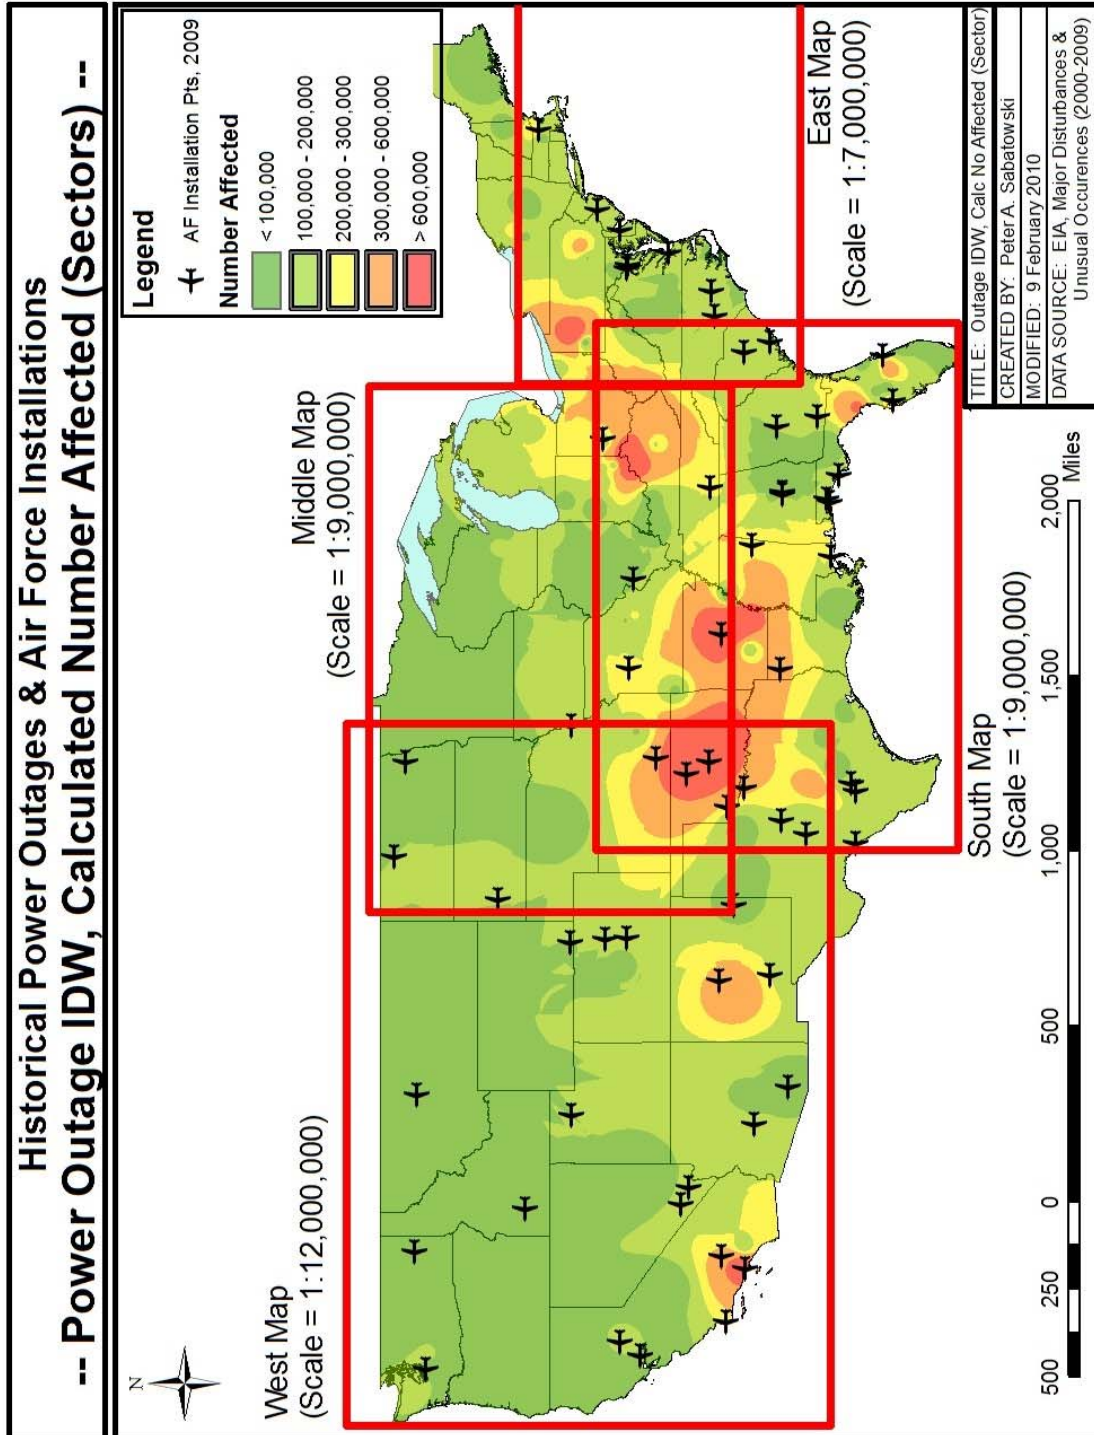 Historical Power Outages & Air Force Installations
-- Power Outage IDW, Calculated Number Affected (Sectors) --
N
Legend
AF Installation Pts, 2009
Number Affected
< 100,000
100,000 - 200,000
200,000 - 300,000
300,000 - 600,000
> 600,000
West Map
(Scale = 1:12,000,000)
Middle Map
(Scale = 1:9,000,000)
East Map
(Scale = 1:7,000,000)
South Map
(Scale = 1:9,000,000)
500 250 0 500 1,000 1,500 2,000
Miles
TITLE: Outage IDW, Calc No Affected (Sector)
CREATED BY: Peter A. Sabatowski
MODIFIED: 9 February 2010
DATA SOURCE: EIA, Major Disturbances &
Unusual Occurences (2000-2009)